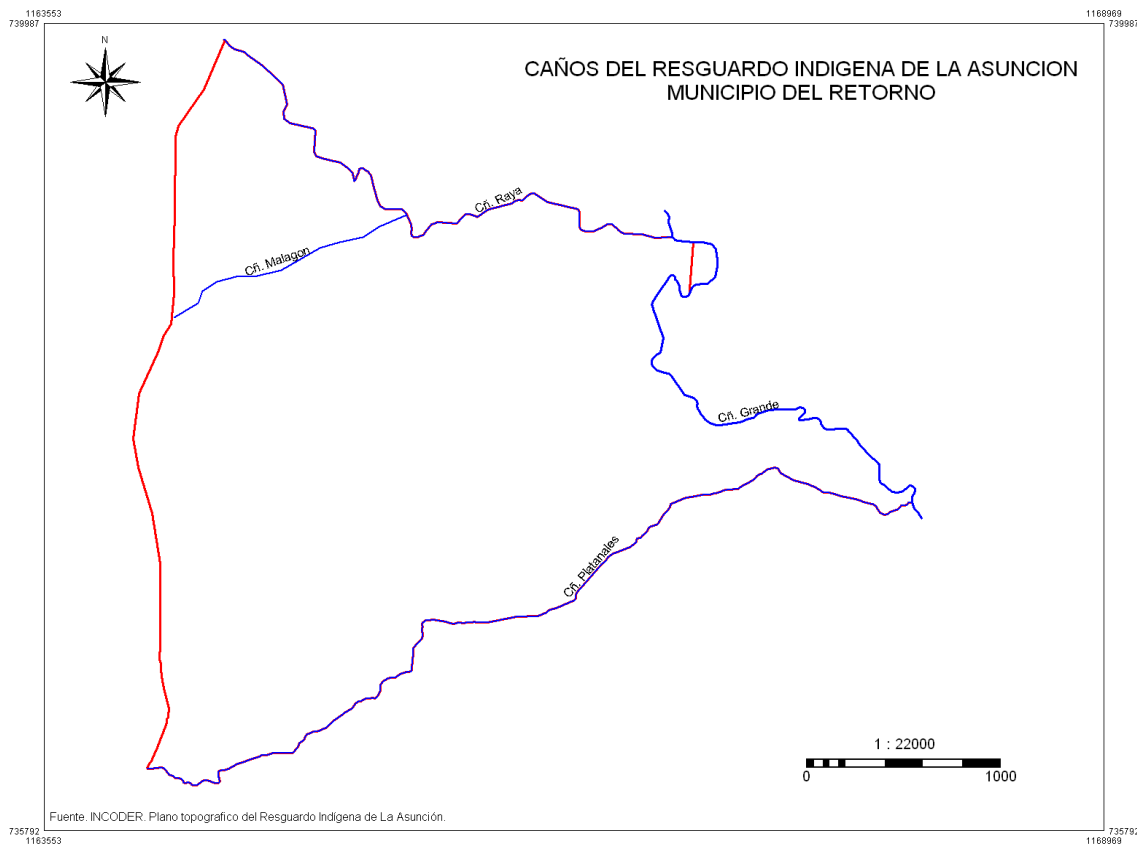 1163553
1168969
739987
739987
N
CAÑOS DEL RESGUARDO INDIGENA DE LA ASUNCION
MUNICIPIO DEL RETORNO
Cñ. Raya
Cñ. Malagon
Cñ. Grande
Cñ. Platanales
1 : 22000
0
1000
Fuente. INCODER. Plano topografico del Resguardo Indígena de La Asunción.
735792
735792
1163553
1168969